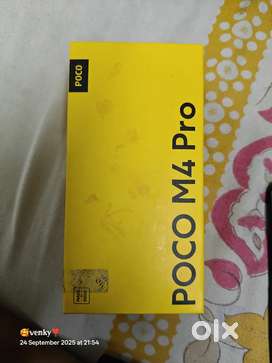 POCO
POCO M4 Pro
🥰venky❤️
24 September 2025 at 21:54
olx